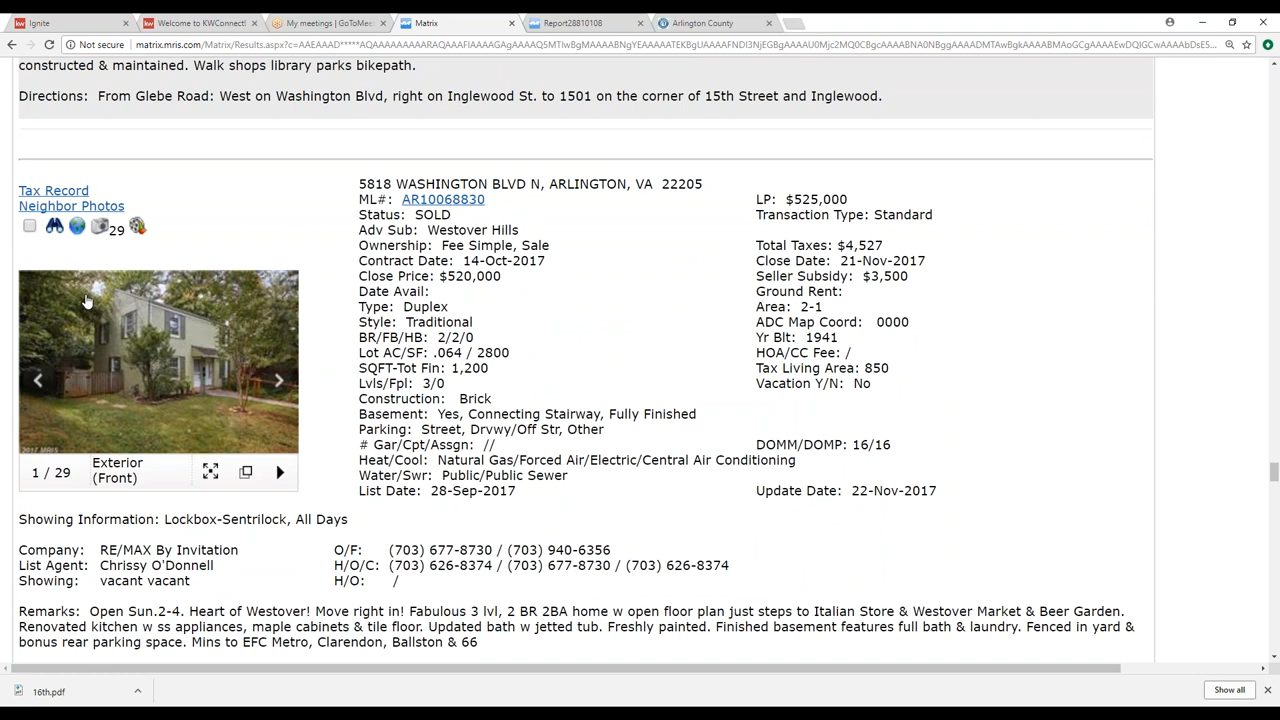 Ignite
Welcome to KWConnect!
My meetings | GoToMee
Matrix
Report28810108
Arlington County
Not secure
constructed & maintained. Walk shops library parks bikepath.
Directions: From Glebe Road: West on Washington Blvd, right on Inglewood St. to 1501 on the corner of 15th Street and Inglewood.
Tax Record
Neighbor Photos
29
5818 WASHINGTON BLVD N, ARLINGTON, VA 22205
ML#: AR10068830 LP: $525,000
Status: SOLD Transaction Type: Standard
Adv Sub: Westover Hills
Ownership: Fee Simple, Sale Total Taxes: $4,527
Contract Date: 14-Oct-2017 Close Date: 21-Nov-2017
Close Price: $520,000 Seller Subsidy: $3,500
Date Avail: Ground Rent:
Type: Duplex Area: 2-1
Style: Traditional ADC Map Coord: 0000
BR/FB/HB: 2/2/0 Yr Blt: 1941
Lot AC/SF: .064 / 2800 HOA/CC Fee: /
SQFT-Tot Fin: 1,200 Tax Living Area: 850
Lvls/Fpl: 3/0 Vacation Y/N: No
Construction: Brick
Basement: Yes, Connecting Stairway, Fully Finished
Parking: Street, Drvwy/Off Str, Other
# Gar/Cpt/Assgn: // DOMM/DOMP: 16/16
Heat/Cool: Natural Gas/Forced Air/Electric/Central Air Conditioning
Water/Swr: Public/Public Sewer
List Date: 28-Sep-2017 Update Date: 22-Nov-2017
1 / 29
Exterior
(Front)
Showing Information: Lockbox-Sentrilock, All Days
Company: RE/MAX By Invitation O/F: (703) 677-8730 / (703) 940-6356
List Agent: Chrissy O'Donnell H/O/C: (703) 626-8374 / (703) 677-8730 / (703) 626-8374
Showing: vacant vacant H/O: /
Remarks: Open Sun.2-4. Heart of Westover! Move right in! Fabulous 3 lvl, 2 BR 2BA home w open floor plan just steps to Italian Store & Westover Market & Beer Garden.
Renovated kitchen w ss appliances, maple cabinets & tile floor. Updated bath w jetted tub. Freshly painted. Finished basement features full bath & laundry. Fenced in yard &
bonus rear parking space. Mins to EFC Metro, Clarendon, Ballston & 66
16th.pdf
Show all